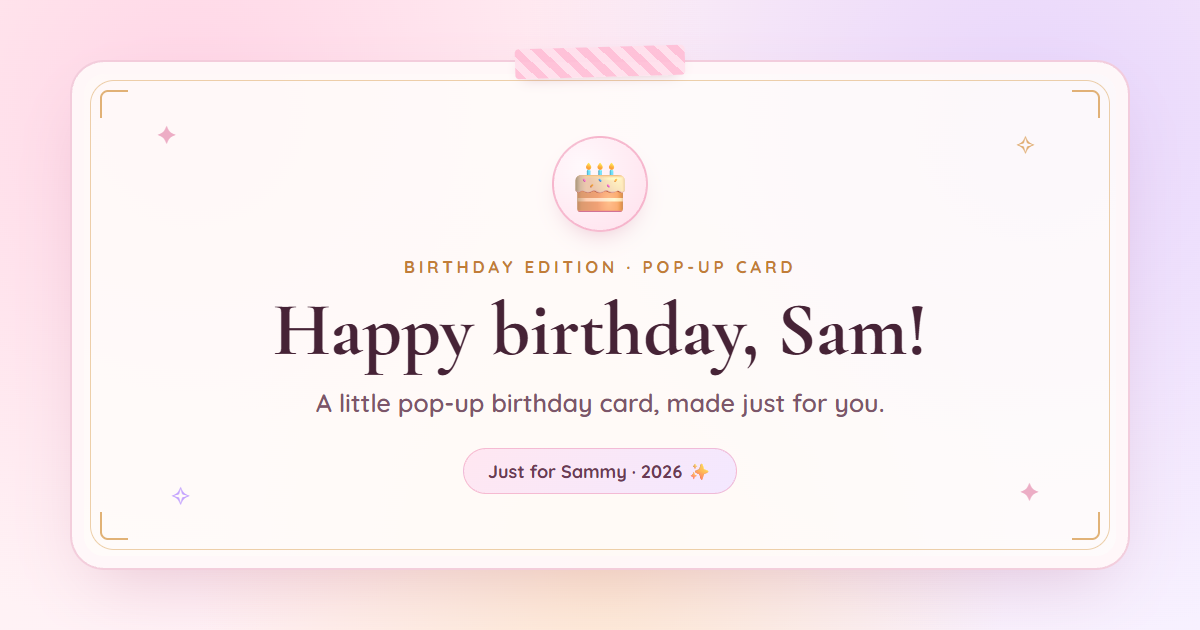 BIRTHDAY EDITION · POP-UP CARD
Happy birthday, Sam!
A little pop-up birthday card, made just for you.
Just for Sammy · 2026 ✨